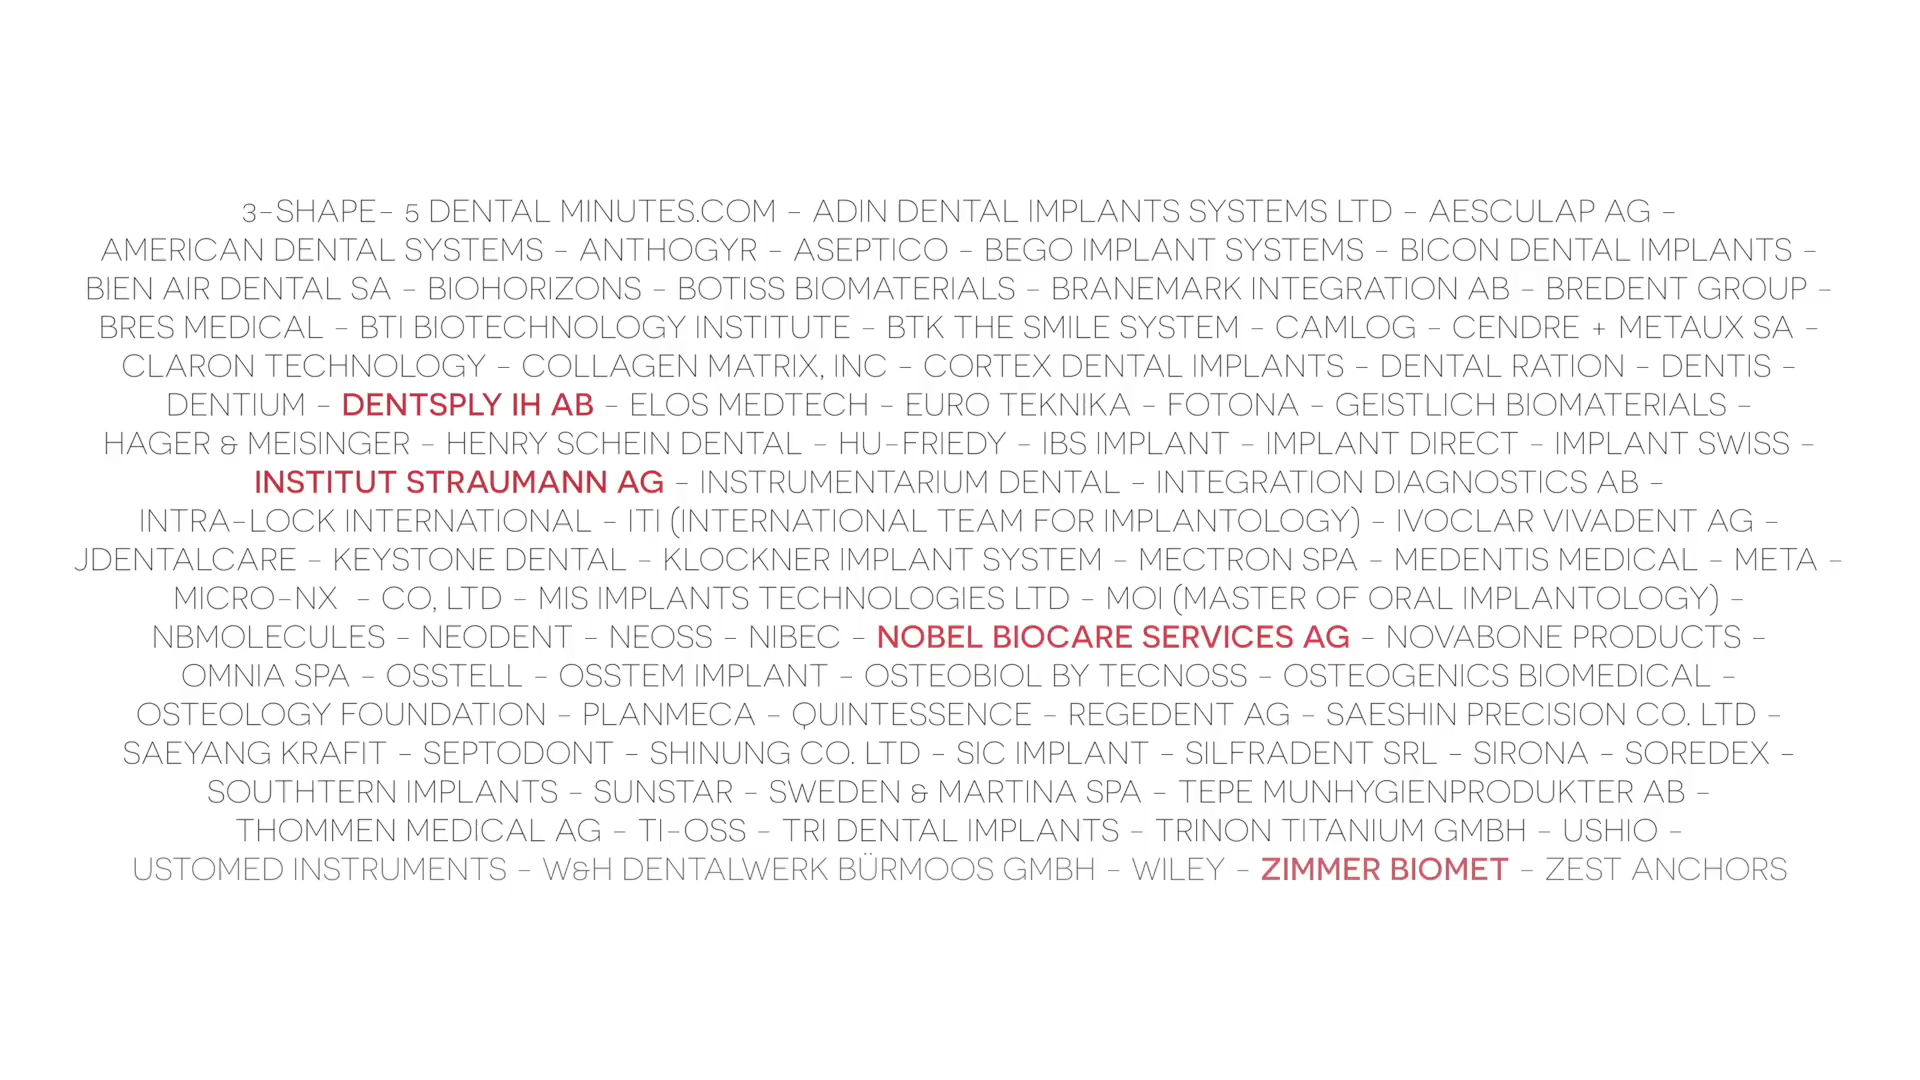 3-SHAPE- 5 DENTAL MINUTES.COM - ADIN DENTAL IMPLANTS SYSTEMS LTD - AESCULAP AG -
AMERICAN DENTAL SYSTEMS - ANTHOGYR - ASEPTICO - BEGO IMPLANT SYSTEMS - BICON DENTAL IMPLANTS -
BIEN AIR DENTAL SA - BIOHORIZONS - BOTISS BIOMATERIALS - BRANEMARK INTEGRATION AB - BREDENT GROUP -
BRES MEDICAL - BTI BIOTECHNOLOGY INSTITUTE - BTK THE SMILE SYSTEM - CAMLOG - CENDRE + METAUX SA -
CLARON TECHNOLOGY - COLLAGEN MATRIX, INC - CORTEX DENTAL IMPLANTS - DENTAL RATION - DENTIS -
DENTIUM - DENTSPLY IH AB - ELOS MEDTECH - EURO TEKNIKA - FOTONA - GEISTLICH BIOMATERIALS -
HAGER & MEISINGER - HENRY SCHEIN DENTAL - HU-FRIEDY - IBS IMPLANT - IMPLANT DIRECT - IMPLANT SWISS -
INSTITUT STRAUMANN AG - INSTRUMENTARIUM DENTAL - INTEGRATION DIAGNOSTICS AB -
INTRA-LOCK INTERNATIONAL - ITI (INTERNATIONAL TEAM FOR IMPLANTOLOGY) - IVOCLAR VIVADENT AG -
JDENTALCARE - KEYSTONE DENTAL - KLOCKNER IMPLANT SYSTEM - MECTRON SPA - MEDENTIS MEDICAL - META -
MICRO-NX - CO, LTD - MIS IMPLANTS TECHNOLOGIES LTD - MOI (MASTER OF ORAL IMPLANTOLOGY) -
NBMOLECULES - NEODENT - NEOSS - NIBEC - NOBEL BIOCARE SERVICES AG - NOVABONE PRODUCTS -
OMNIA SPA - OSSTELL - OSSTEM IMPLANT - OSTEOBIOL BY TECNOSS - OSTEOGENICS BIOMEDICAL -
OSTEOLOGY FOUNDATION - PLANMECA - QUINTESSENCE - REGEDENT AG - SAESHIN PRECISION CO. LTD -
SAEYANG KRAFIT - SEPTODONT - SHINUNG CO. LTD - SIC IMPLANT - SILFRADENT SRL - SIRONA - SOREDEX -
SOUTHTERN IMPLANTS - SUNSTAR - SWEDEN & MARTINA SPA - TEPE MUNHYGIENPRODUKTER AB -
THOMMEN MEDICAL AG - TI-OSS - TRI DENTAL IMPLANTS - TRINON TITANIUM GMBH - USHIO -
USTOMED INSTRUMENTS - W&H DENTALWERK BÜRMOOS GMBH - WILEY - ZIMMER BIOMET - ZEST ANCHORS